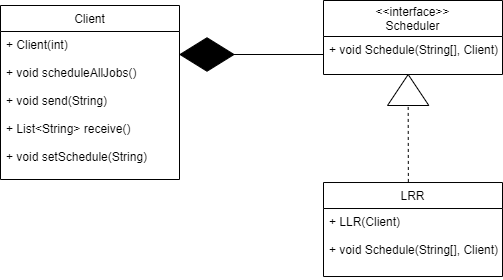 Client
+ Client(int)
+ void scheduleAllJobs()
+ void send(String)
+ List<String> receive()
+ void setSchedule(String)
<<interface>>
Scheduler
+ void Schedule(String[], Client)
LRR
+ LLR(Client)
+ void Schedule(String[], Client)